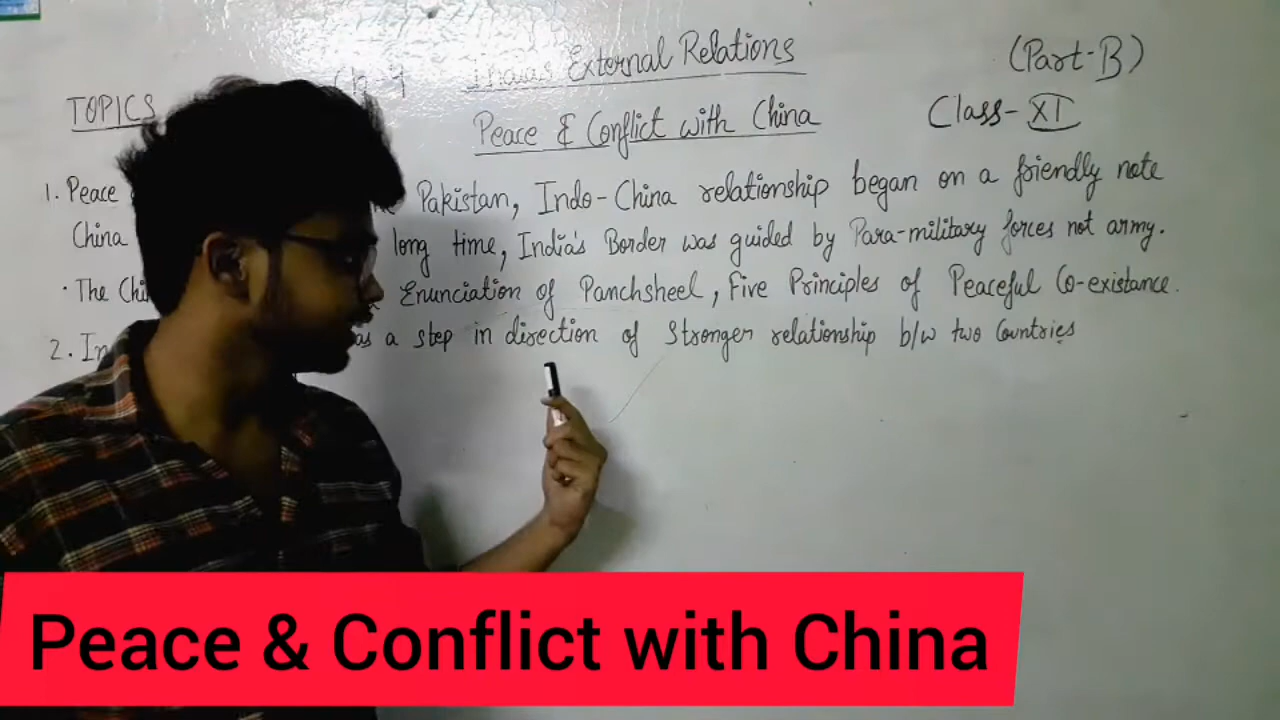 Ch-4 India's External Relations (Part-B)
TOPICS
Peace & Conflict with China Class-XI
1. Peace Pakistan, Indo-China relationship began on a friendly note
China long time, India's Border was guided by Para-military forces not army.
• The Enunciation of Panchsheel, Five Principles of Peaceful Co-existance.
2. a step in direction of Stronger relationship b/w two Countries
Peace & Conflict with China